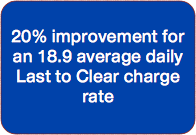 20% improvement for
an 18.9 average daily
Last to Clear charge
rate